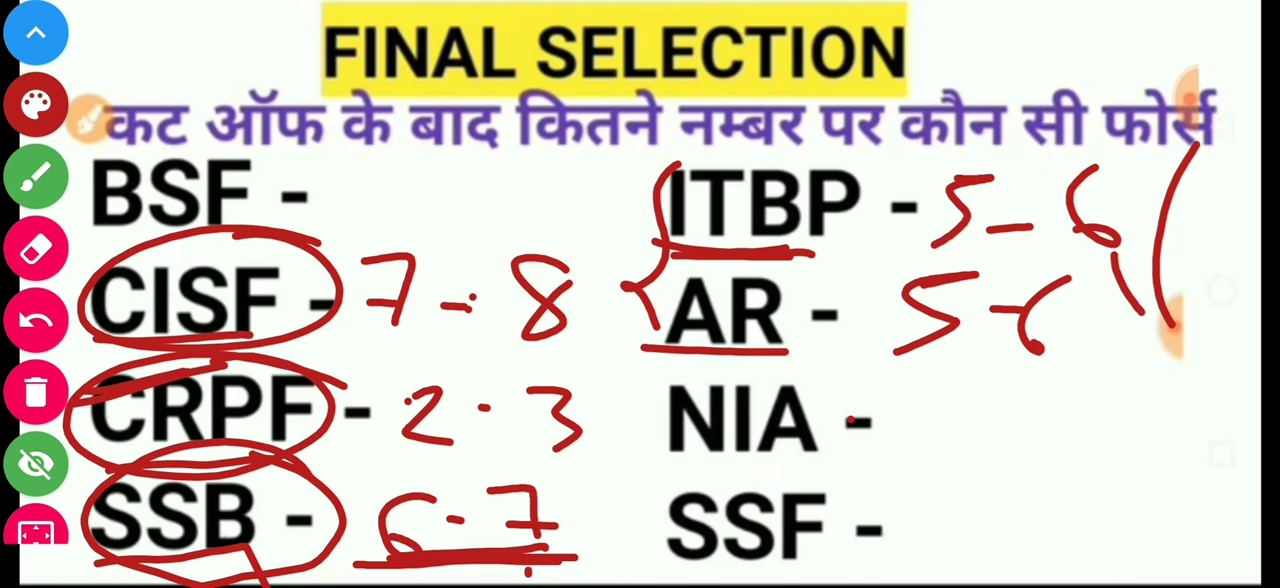 FINAL SELECTION
कट ऑफ के बाद कितने नम्बर पर कौन सी फोर्स
BSF -
CISF - 7 - 8
CRPF - 2 - 3
SSB - 6 - 7
ITBP - 5 - 6
AR - 5 - 6
NIA -
SSF -